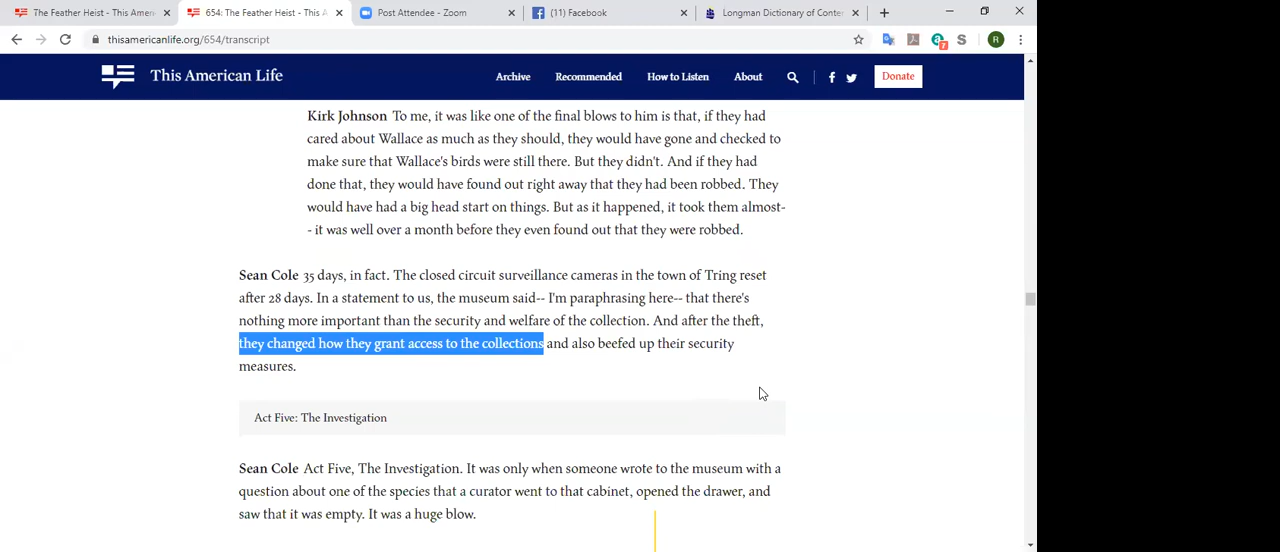 The Feather Heist - This Ameri
654: The Feather Heist - This A
Post Attendee - Zoom
(11) Facebook
Longman Dictionary of Conter
thisamericanlife.org/654/transcript
7
S
R
This American Life
Archive
Recommended
How to Listen
About
Donate
Kirk Johnson To me, it was like one of the final blows to him is that, if they had
cared about Wallace as much as they should, they would have gone and checked to
make sure that Wallace's birds were still there. But they didn't. And if they had
done that, they would have found out right away that they had been robbed. They
would have had a big head start on things. But as it happened, it took them almost-
- it was well over a month before they even found out that they were robbed.
Sean Cole 35 days, in fact. The closed circuit surveillance cameras in the town of Tring reset
after 28 days. In a statement to us, the museum said-- I'm paraphrasing here-- that there's
nothing more important than the security and welfare of the collection. And after the theft,
they changed how they grant access to the collections and also beefed up their security
measures.
Act Five: The Investigation
Sean Cole Act Five, The Investigation. It was only when someone wrote to the museum with a
question about one of the species that a curator went to that cabinet, opened the drawer, and
saw that it was empty. It was a huge blow.